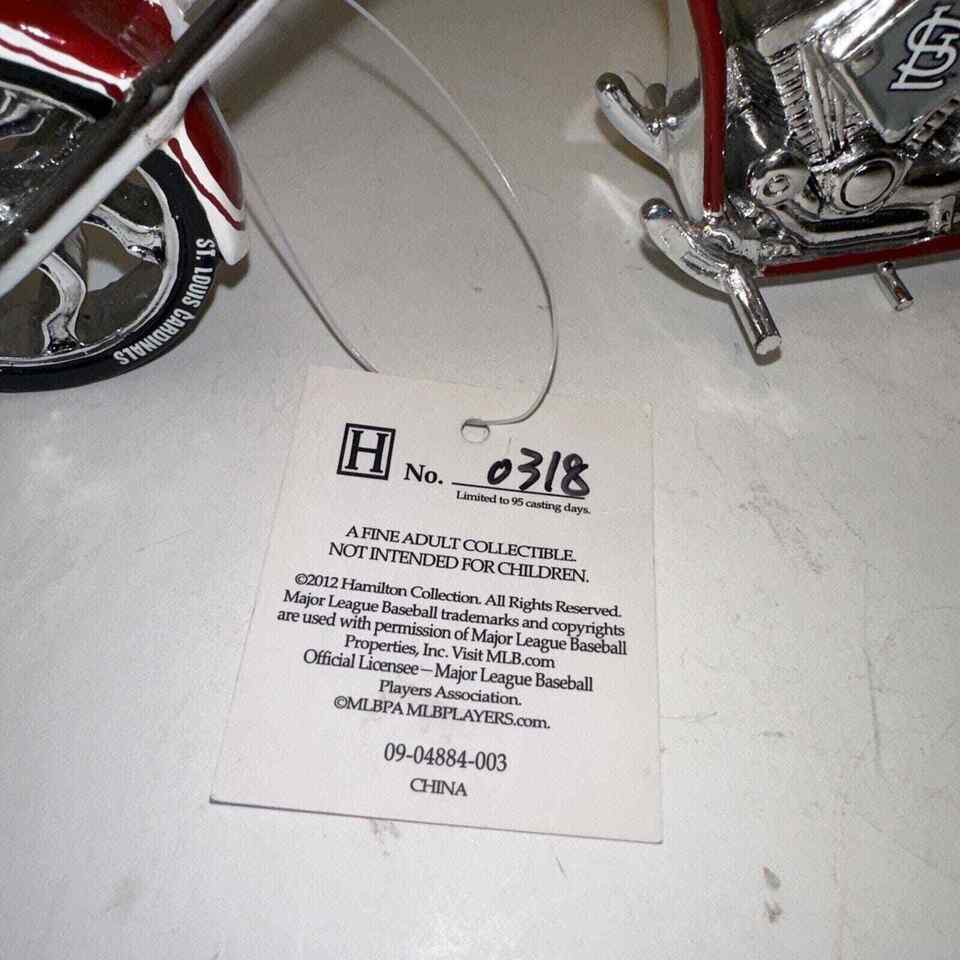 STL
ST. LOUIS CARDINALS
H No. 0318
Limited to 95 casting days.
A FINE ADULT COLLECTIBLE.
NOT INTENDED FOR CHILDREN.
©2012 Hamilton Collection. All Rights Reserved.
Major League Baseball trademarks and copyrights
are used with permission of Major League Baseball
Properties, Inc. Visit MLB.com
Official Licensee—Major League Baseball
Players Association.
©MLBPA MLBPLAYERS.com.
09-04884-003
CHINA